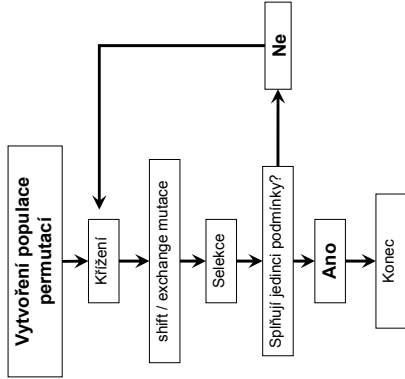 Vytvoření populace
permutací
Křížení
shift / exchange mutace
Selekce
Splňují jedinci podmínky?
Ne
Ano
Konec